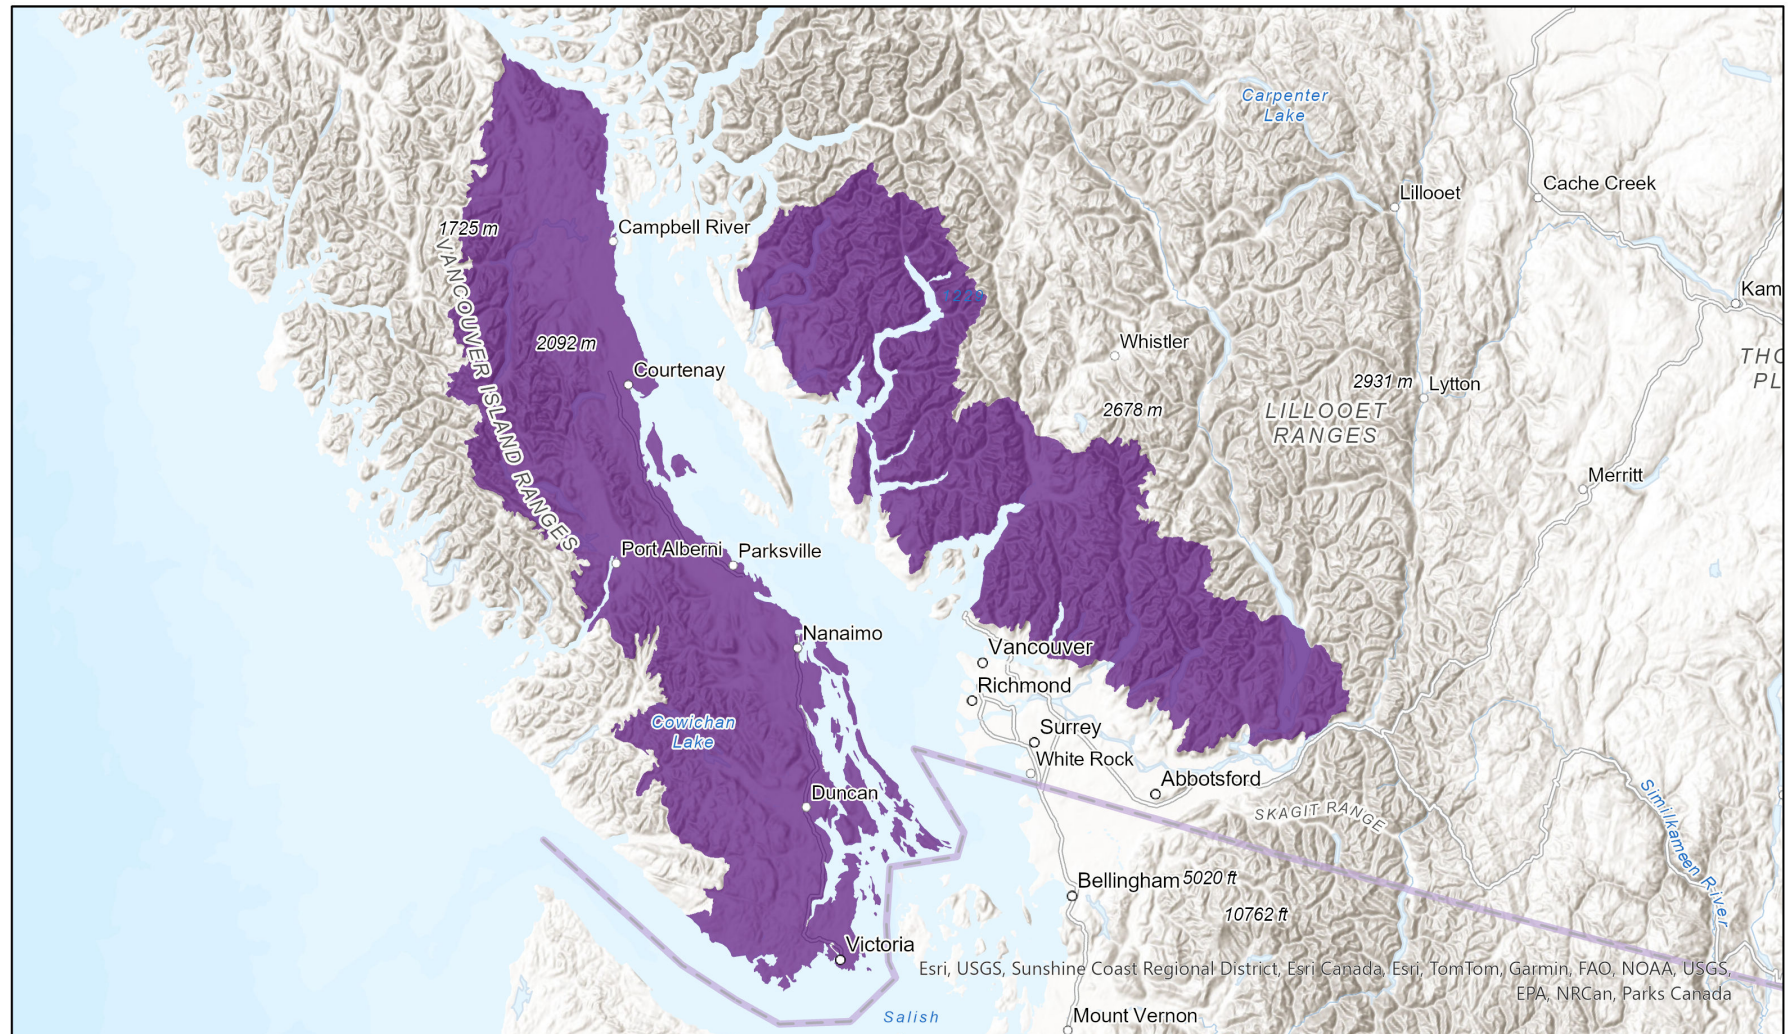 Carpenter
Lake
Lillooet
Cache Creek
1725 m
Campbell River
Kam
VANCOUVER ISLAND RANGES
1229
2092 m
Whistler
THO
PL
Courtenay
2931 m
Lytton
2678 m
LILLOOET
RANGES
Merritt
Port Alberni
Parksville
Nanaimo
Vancouver
Richmond
Cowichan
Lake
Surrey
White Rock
Abbotsford
Duncan
SKAGIT RANGE
Similkameen River
Bellingham
5020 ft
10762 ft
Victoria
Esri, USGS, Sunshine Coast Regional District, Esri Canada, Esri, TomTom, Garmin, FAO, NOAA, USGS,
EPA, NRCan, Parks Canada
Salish
Mount Vernon